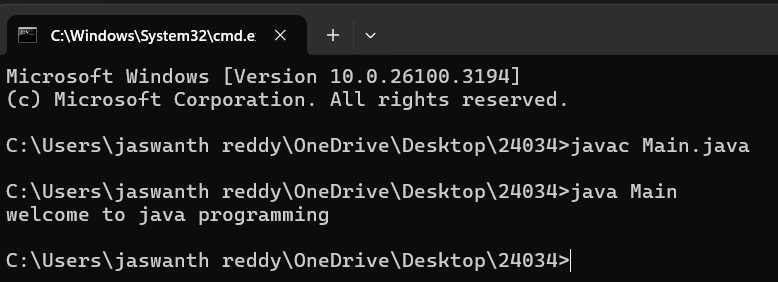 C:\Windows\System32\cmd.e
Microsoft Windows [Version 10.0.26100.3194]
(c) Microsoft Corporation. All rights reserved.
C:\Users\jaswanth reddy\OneDrive\Desktop\24034>javac Main.java
C:\Users\jaswanth reddy\OneDrive\Desktop\24034>java Main
welcome to java programming
C:\Users\jaswanth reddy\OneDrive\Desktop\24034>